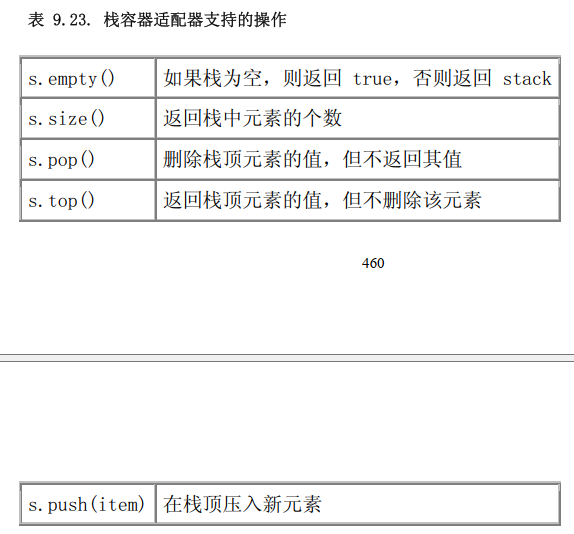 表 9.23. 栈容器适配器支持的操作
s.empty() 如果栈为空，则返回 true，否则返回 stack
s.size() 返回栈中元素的个数
s.pop() 删除栈顶元素的值，但不返回其值
s.top() 返回栈顶元素的值，但不删除该元素
460
s.push(item) 在栈顶压入新元素